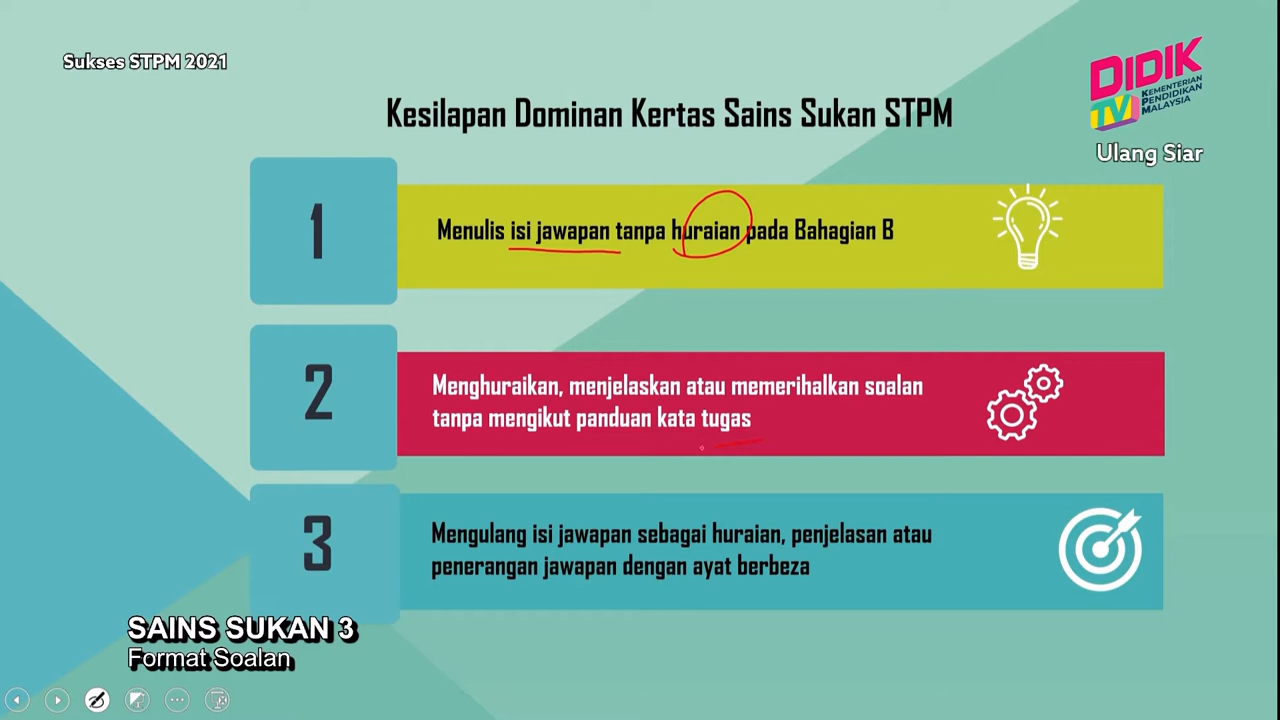 Sukses STPM 2021
DIDIK
TV
KEMENTERIAN
PENDIDIKAN
MALAYSIA
Ulang Siar
Kesilapan Dominan Kertas Sains Sukan STPM
1
Menulis isi jawapan tanpa huraian pada Bahagian B
2
Menghuraikan, menjelaskan atau memerihalkan soalan
tanpa mengikut panduan kata tugas
3
Mengulang isi jawapan sebagai huraian, penjelasan atau
penerangan jawapan dengan ayat berbeza
SAINS SUKAN 3
Format Soalan